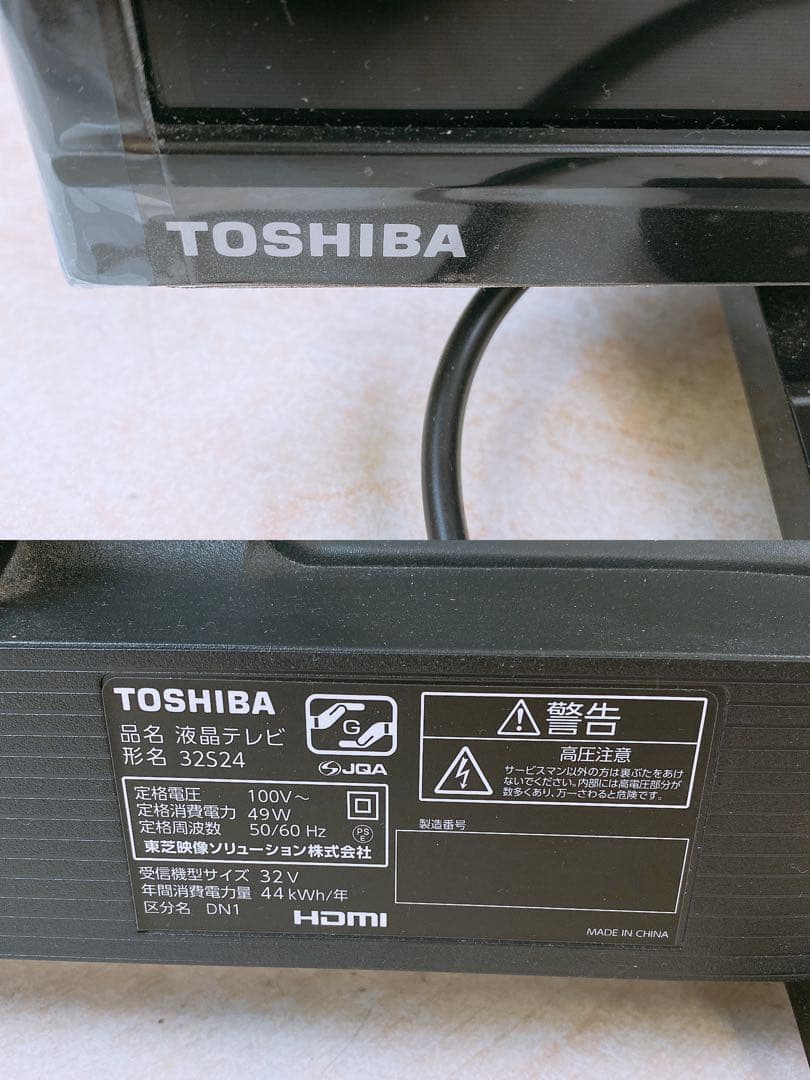 TOSHIBA
TOSHIBA
品名 液晶テレビ
形名 32S24
G
JQA
定格電圧 100V～
定格消費電力 49W
定格周波数 50/60 Hz
PS
E
東芝映像ソリューション株式会社
受信機型サイズ 32V
年間消費電力量 44kWh/年
区分名 DN1
HDMI
警告
高圧注意
サービスマン以外の方は裏ぶたをあけ
ないでください。内部には高電圧部分が
数多くあり、万一さわると危険です。
製造番号
MADE IN CHINA